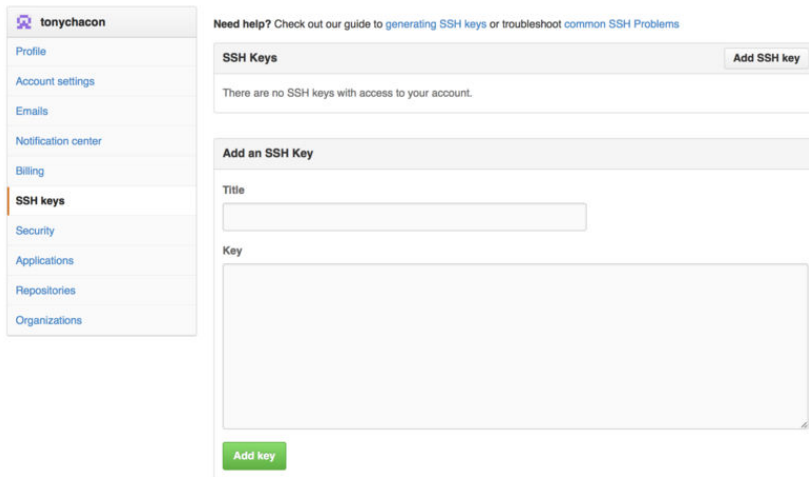 tonychacon
Profile
Account settings
Emails
Notification center
Billing
SSH keys
Security
Applications
Repositories
Organizations
Need help? Check out our guide to generating SSH keys or troubleshoot common SSH Problems
SSH Keys
Add SSH key
There are no SSH keys with access to your account.
Add an SSH Key
Title
Key
Add key